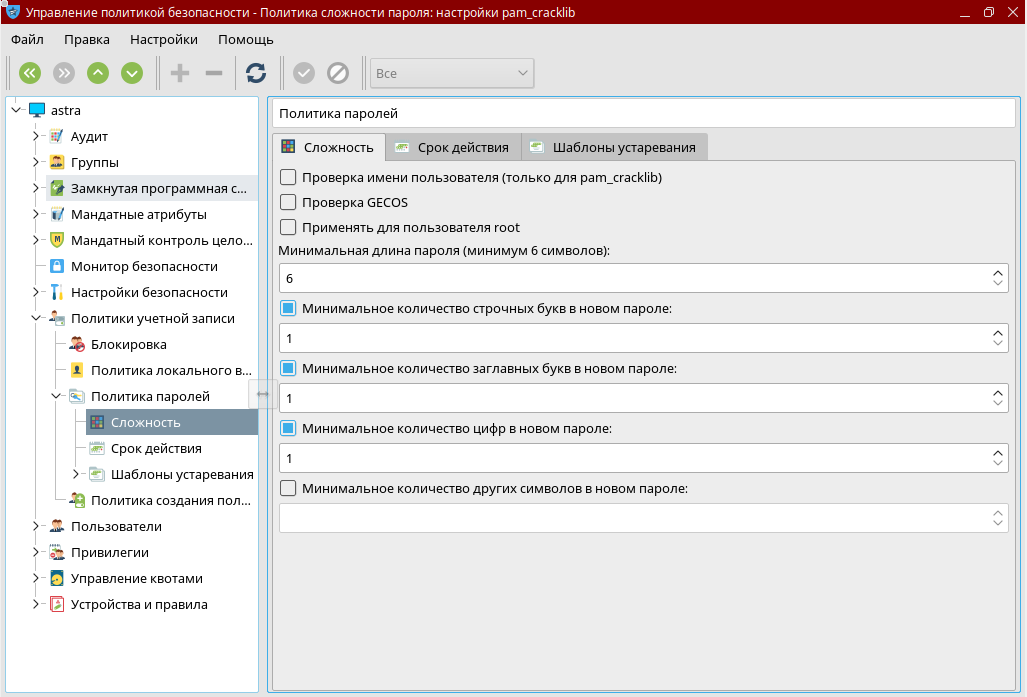 Управление политикой безопасности - Политика сложности пароля: настройки pam_cracklib
Файл Правка Настройки Помощь
Все
astra
Аудит
Группы
Замкнутая программная с...
Мандатные атрибуты
Мандатный контроль цело...
Монитор безопасности
Настройки безопасности
Политики учетной записи
Блокировка
Политика локального в...
Политика паролей
Сложность
Срок действия
Шаблоны устаревания
Политика создания пол...
Пользователи
Привилегии
Управление квотами
Устройства и правила
Политика паролей
Сложность Срок действия Шаблоны устаревания
Проверка имени пользователя (только для pam_cracklib)
Проверка GECOS
Применять для пользователя root
Минимальная длина пароля (минимум 6 символов):
6
Минимальное количество строчных букв в новом пароле:
1
Минимальное количество заглавных букв в новом пароле:
1
Минимальное количество цифр в новом пароле:
1
Минимальное количество других символов в новом пароле: